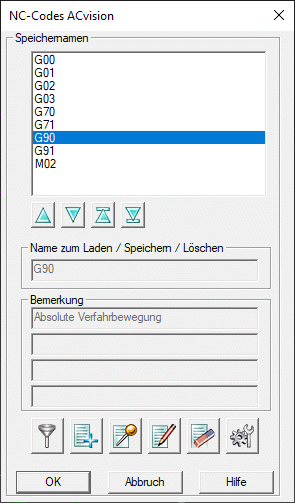 NC-Codes ACvision
Speichernamen
G00
G01
G02
G03
G70
G71
G90
G91
M02
Name zum Laden / Speichern / Löschen
G90
Bemerkung
Absolute Verfahrbewegung
OK
Abbruch
Hilfe